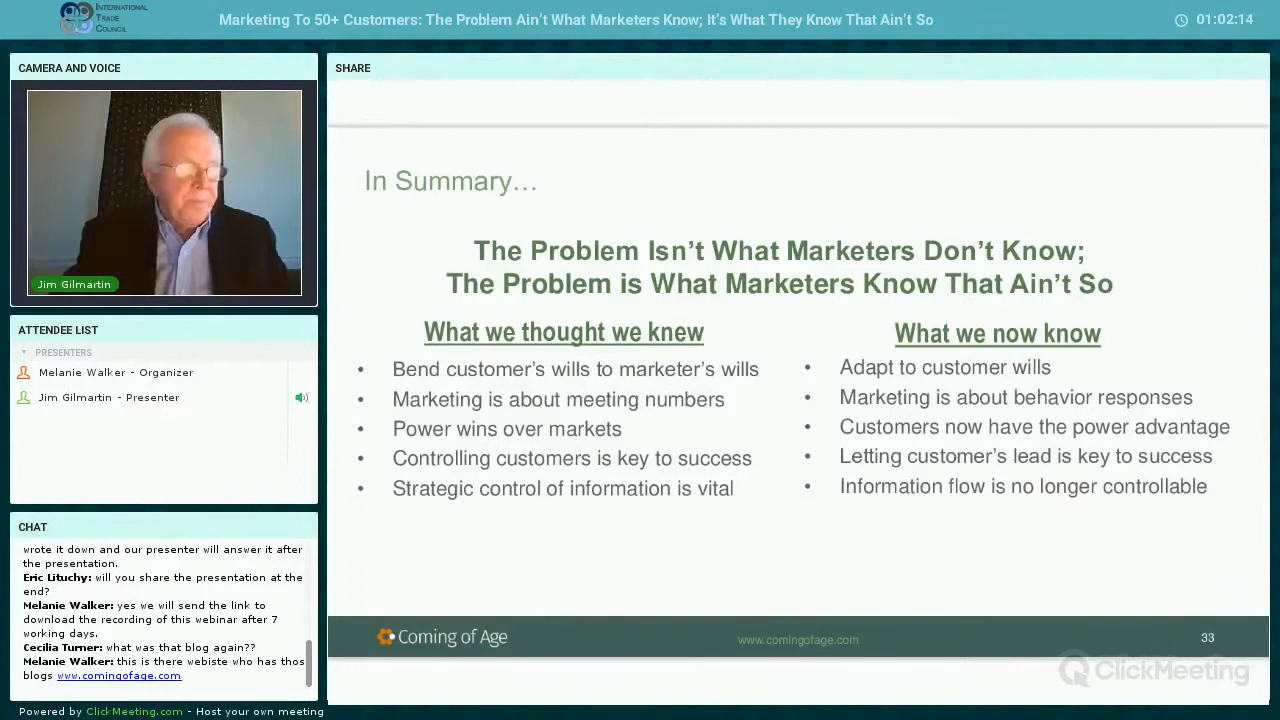 INTERNATIONAL
TRADE
COUNCIL
Marketing To 50+ Customers: The Problem Ain't What Marketers Know; It's What They Know That Ain't So
01:02:14
CAMERA AND VOICE
Jim Gilmartin
ATTENDEE LIST
PRESENTERS
Melanie Walker - Organizer
Jim Gilmartin - Presenter
CHAT
wrote it down and our presenter will answer it after
the presentation.
Eric Lituchy: will you share the presentation at the
end?
Melanie Walker: yes we will send the link to
download the recording of this webinar after 7
working days.
Cecilia Turner: what was that blog again??
Melanie Walker: this is there webiste who has thos
blogs www.comingofage.com
SHARE
In Summary…
The Problem Isn't What Marketers Don't Know;
The Problem is What Marketers Know That Ain't So
What we thought we knew
• Bend customer's wills to marketer's wills
• Marketing is about meeting numbers
• Power wins over markets
• Controlling customers is key to success
• Strategic control of information is vital
What we now know
• Adapt to customer wills
• Marketing is about behavior responses
• Customers now have the power advantage
• Letting customer's lead is key to success
• Information flow is no longer controllable
Coming of Age
www.comingofage.com
33
ClickMeeting
Powered by ClickMeeting.com - Host your own meeting